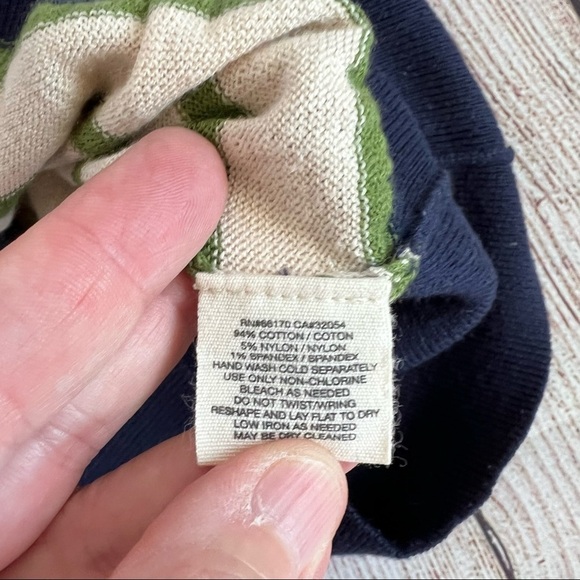 RN#66170 CA#32054
94% COTTON / COTON
5% NYLON / NYLON
1% SPANDEX / SPANDEX
HAND WASH COLD SEPARATELY
USE ONLY NON-CHLORINE
BLEACH AS NEEDED
DO NOT TWIST/WRING
RESHAPE AND LAY FLAT TO DRY
LOW IRON AS NEEDED
MAY BE DRY CLEANED